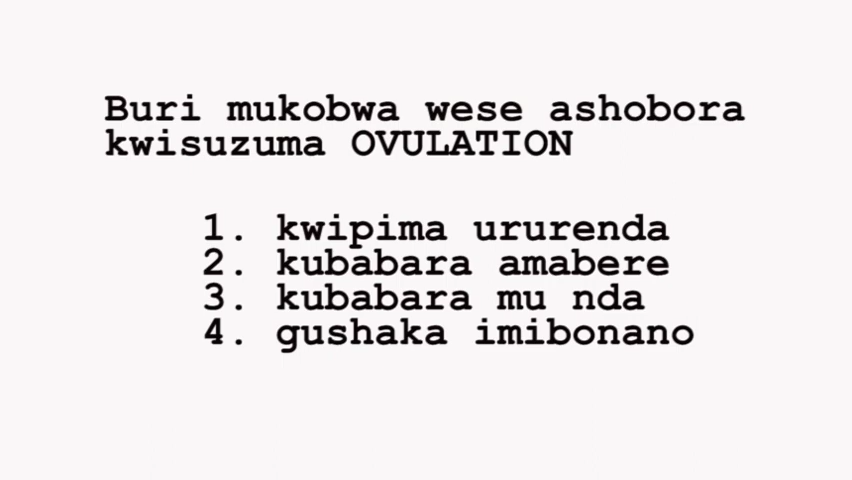 Buri mukobwa wese ashobora
kwisuzuma OVULATION
1. kwipima ururenda
2. kubabara amabere
3. kubabara mu nda
4. gushaka imibonano